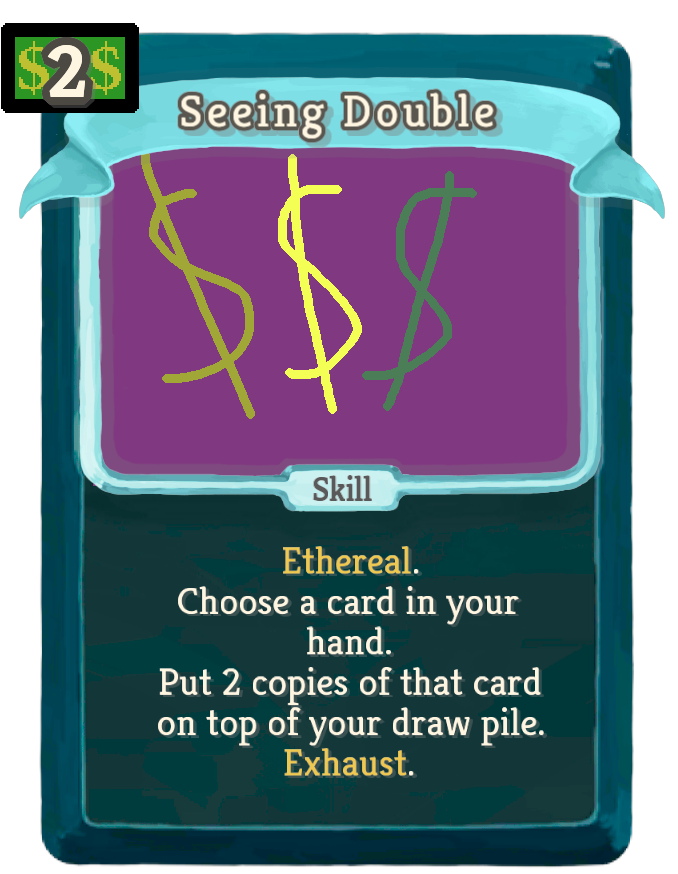 $2$
Seeing Double
$ $ $
Skill
Ethereal.
Choose a card in your
hand.
Put 2 copies of that card
on top of your draw pile.
Exhaust.